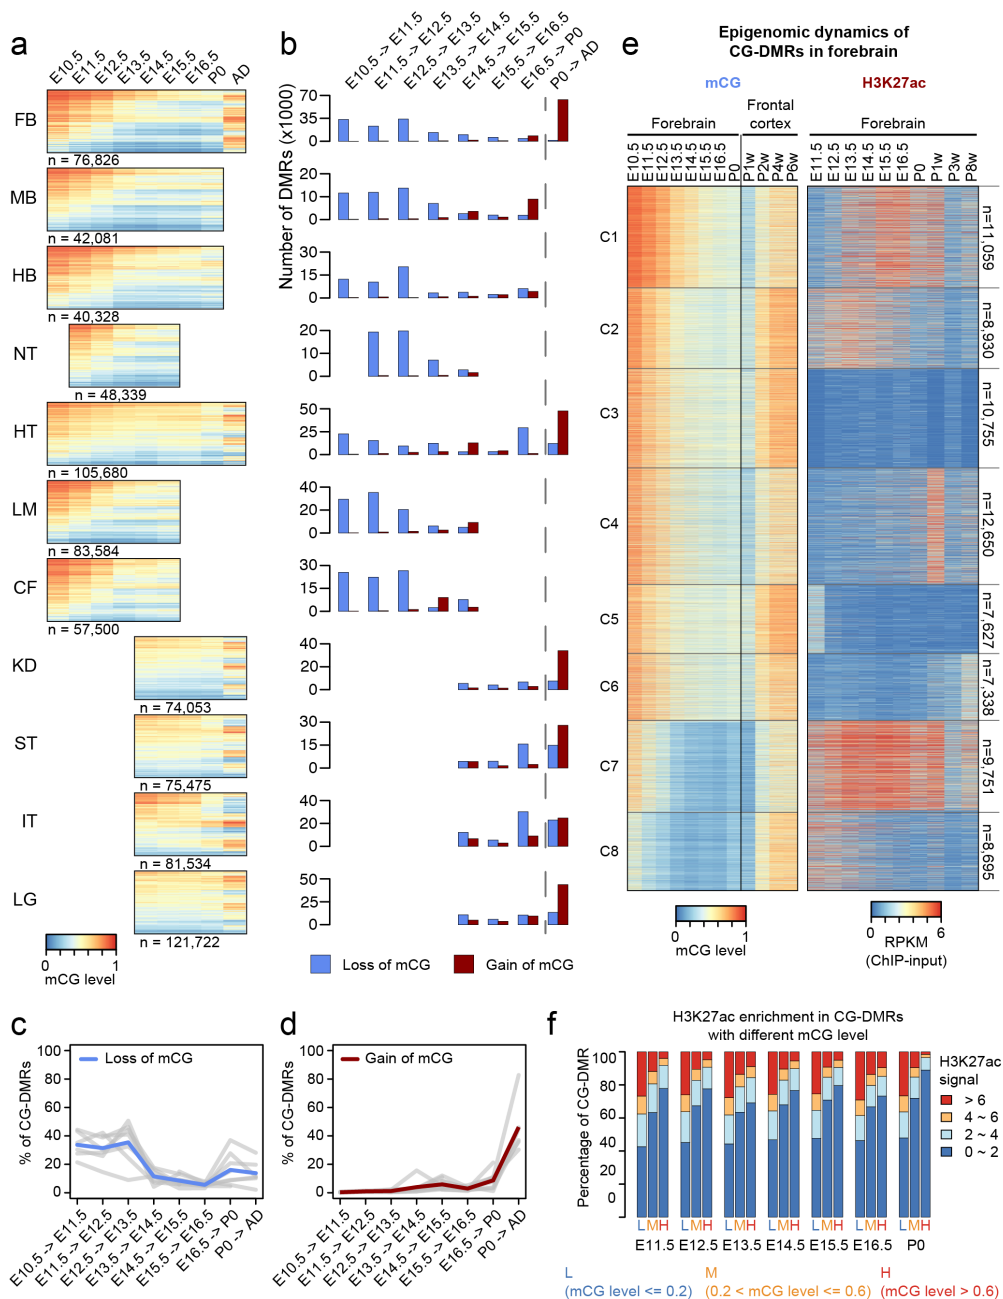 a
E10.5
E11.5
E12.5
E13.5
E14.5
E15.5
E16.5
P0
AD
FB
n = 76,826
MB
n = 42,081
HB
n = 40,328
NT
n = 48,339
HT
n = 105,680
LM
n = 83,584
CF
n = 57,500
KD
n = 74,053
ST
n = 75,475
IT
n = 81,534
LG
n = 121,722
0 1
mCG level
b
E10.5 -> E11.5
E11.5 -> E12.5
E12.5 -> E13.5
E13.5 -> E14.5
E14.5 -> E15.5
E15.5 -> E16.5
E16.5 -> P0
P0 -> AD
Number of DMRs (x1000)
70
35
0
20
10
0
30
15
0
20
10
0
50
25
0
40
20
0
30
15
0
40
20
0
30
15
0
40
20
0
50
25
0
Loss of mCG
Gain of mCG
e
Epigenomic dynamics of
CG-DMRs in forebrain
mCG
H3K27ac
Forebrain
Frontal
cortex
Forebrain
E10.5
E11.5
E12.5
E13.5
E14.5
E15.5
E16.5
P0
P1w
P2w
P4w
P6w
E11.5
E12.5
E13.5
E14.5
E15.5
E16.5
P0
P1w
P3w
P8w
C1
n=11,059
C2
n=8,930
C3
n=10,755
C4
n=12,650
C5
n=7,627
C6
n=7,338
C7
n=9,751
C8
n=8,695
0 1
mCG level
0 6
RPKM
(ChIP-input)
c
% of CG-DMRs
100
80
60
40
20
0
Loss of mCG
E10.5 -> E11.5
E11.5 -> E12.5
E12.5 -> E13.5
E13.5 -> E14.5
E14.5 -> E15.5
E15.5 -> E16.5
E16.5 -> P0
P0 -> AD
d
% of CG-DMRs
100
80
60
40
20
0
Gain of mCG
E10.5 -> E11.5
E11.5 -> E12.5
E12.5 -> E13.5
E13.5 -> E14.5
E14.5 -> E15.5
E15.5 -> E16.5
E16.5 -> P0
P0 -> AD
f
H3K27ac enrichment in CG-DMRs
with different mCG level
Percentage of CG-DMR
100
80
60
40
20
0
H3K27ac
signal
> 6
4 ~ 6
2 ~ 4
0 ~ 2
L M H L M H L M H L M H L M H L M H L M H
E11.5 E12.5 E13.5 E14.5 E15.5 E16.5 P0
L
(mCG level <= 0.2)
M
(0.2 < mCG level <= 0.6)
H
(mCG level > 0.6)